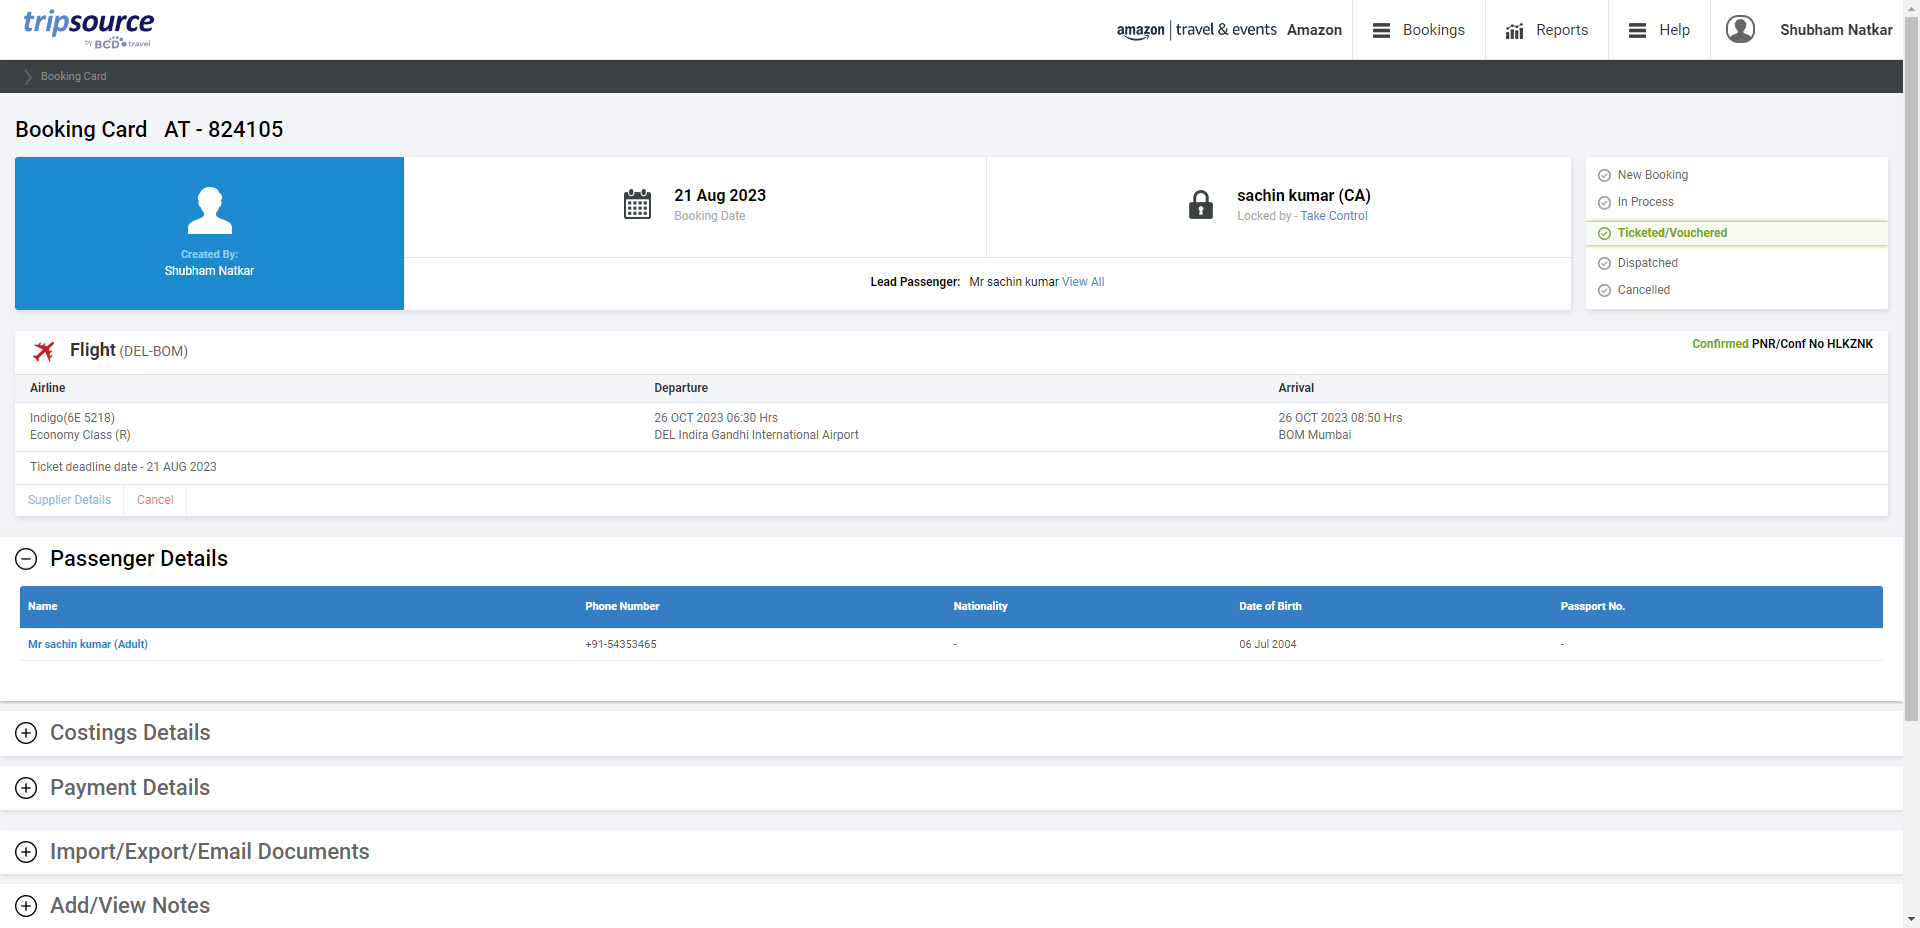 tripsource
by BCD travel
amazon | travel & events Amazon
Bookings
Reports
Help
Shubham Natkar
Booking Card
Booking Card AT - 824105
Created By:
Shubham Natkar
21 Aug 2023
Booking Date
sachin kumar (CA)
Locked by - Take Control
Lead Passenger: Mr sachin kumar View All
New Booking
In Process
Ticketed/Vouchered
Dispatched
Cancelled
Flight (DEL-BOM)
Confirmed PNR/Conf No HLKZNK
Airline Departure Arrival
Indigo(6E 5218) 26 OCT 2023 06:30 Hrs 26 OCT 2023 08:50 Hrs
Economy Class (R) DEL Indira Gandhi International Airport BOM Mumbai
Ticket deadline date - 21 AUG 2023
Supplier Details Cancel
Passenger Details
Name Phone Number Nationality Date of Birth Passport No.
Mr sachin kumar (Adult) +91-54353465 - 06 Jul 2004 -
Costings Details
Payment Details
Import/Export/Email Documents
Add/View Notes